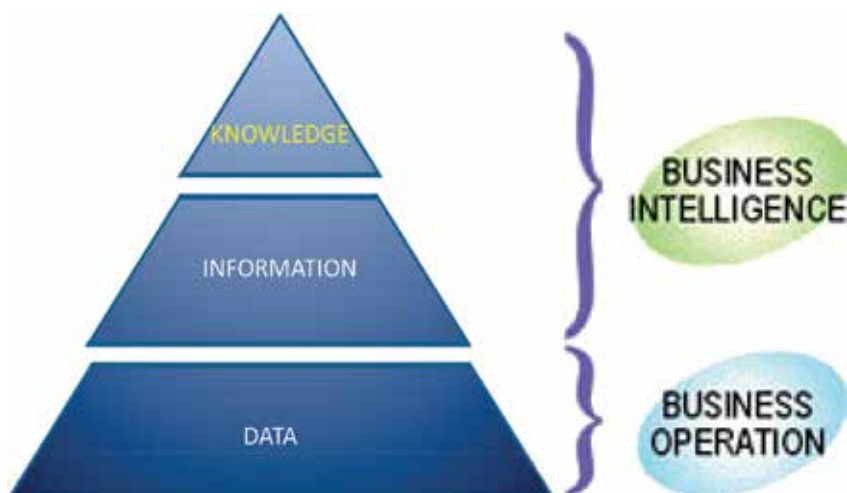 KNOWLEDGE
INFORMATION
DATA
BUSINESS
INTELLIGENCE
BUSINESS
OPERATION